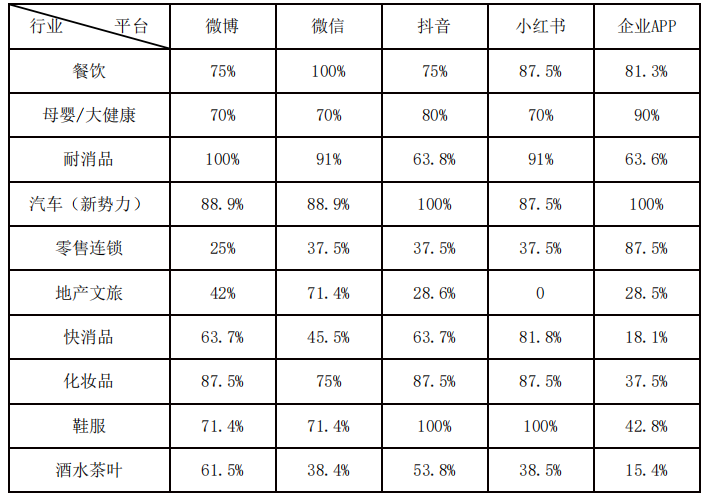 行业 平台 微博 微信 抖音 小红书 企业APP
餐饮 75% 100% 75% 87.5% 81.3%
母婴/大健康 70% 70% 80% 70% 90%
耐消品 100% 91% 63.8% 91% 63.6%
汽车（新势力） 88.9% 88.9% 100% 87.5% 100%
零售连锁 25% 37.5% 37.5% 37.5% 87.5%
地产文旅 42% 71.4% 28.6% 0 28.5%
快消品 63.7% 45.5% 63.7% 81.8% 18.1%
化妆品 87.5% 75% 87.5% 87.5% 37.5%
鞋服 71.4% 71.4% 100% 100% 42.8%
酒水茶叶 61.5% 38.4% 53.8% 38.5% 15.4%